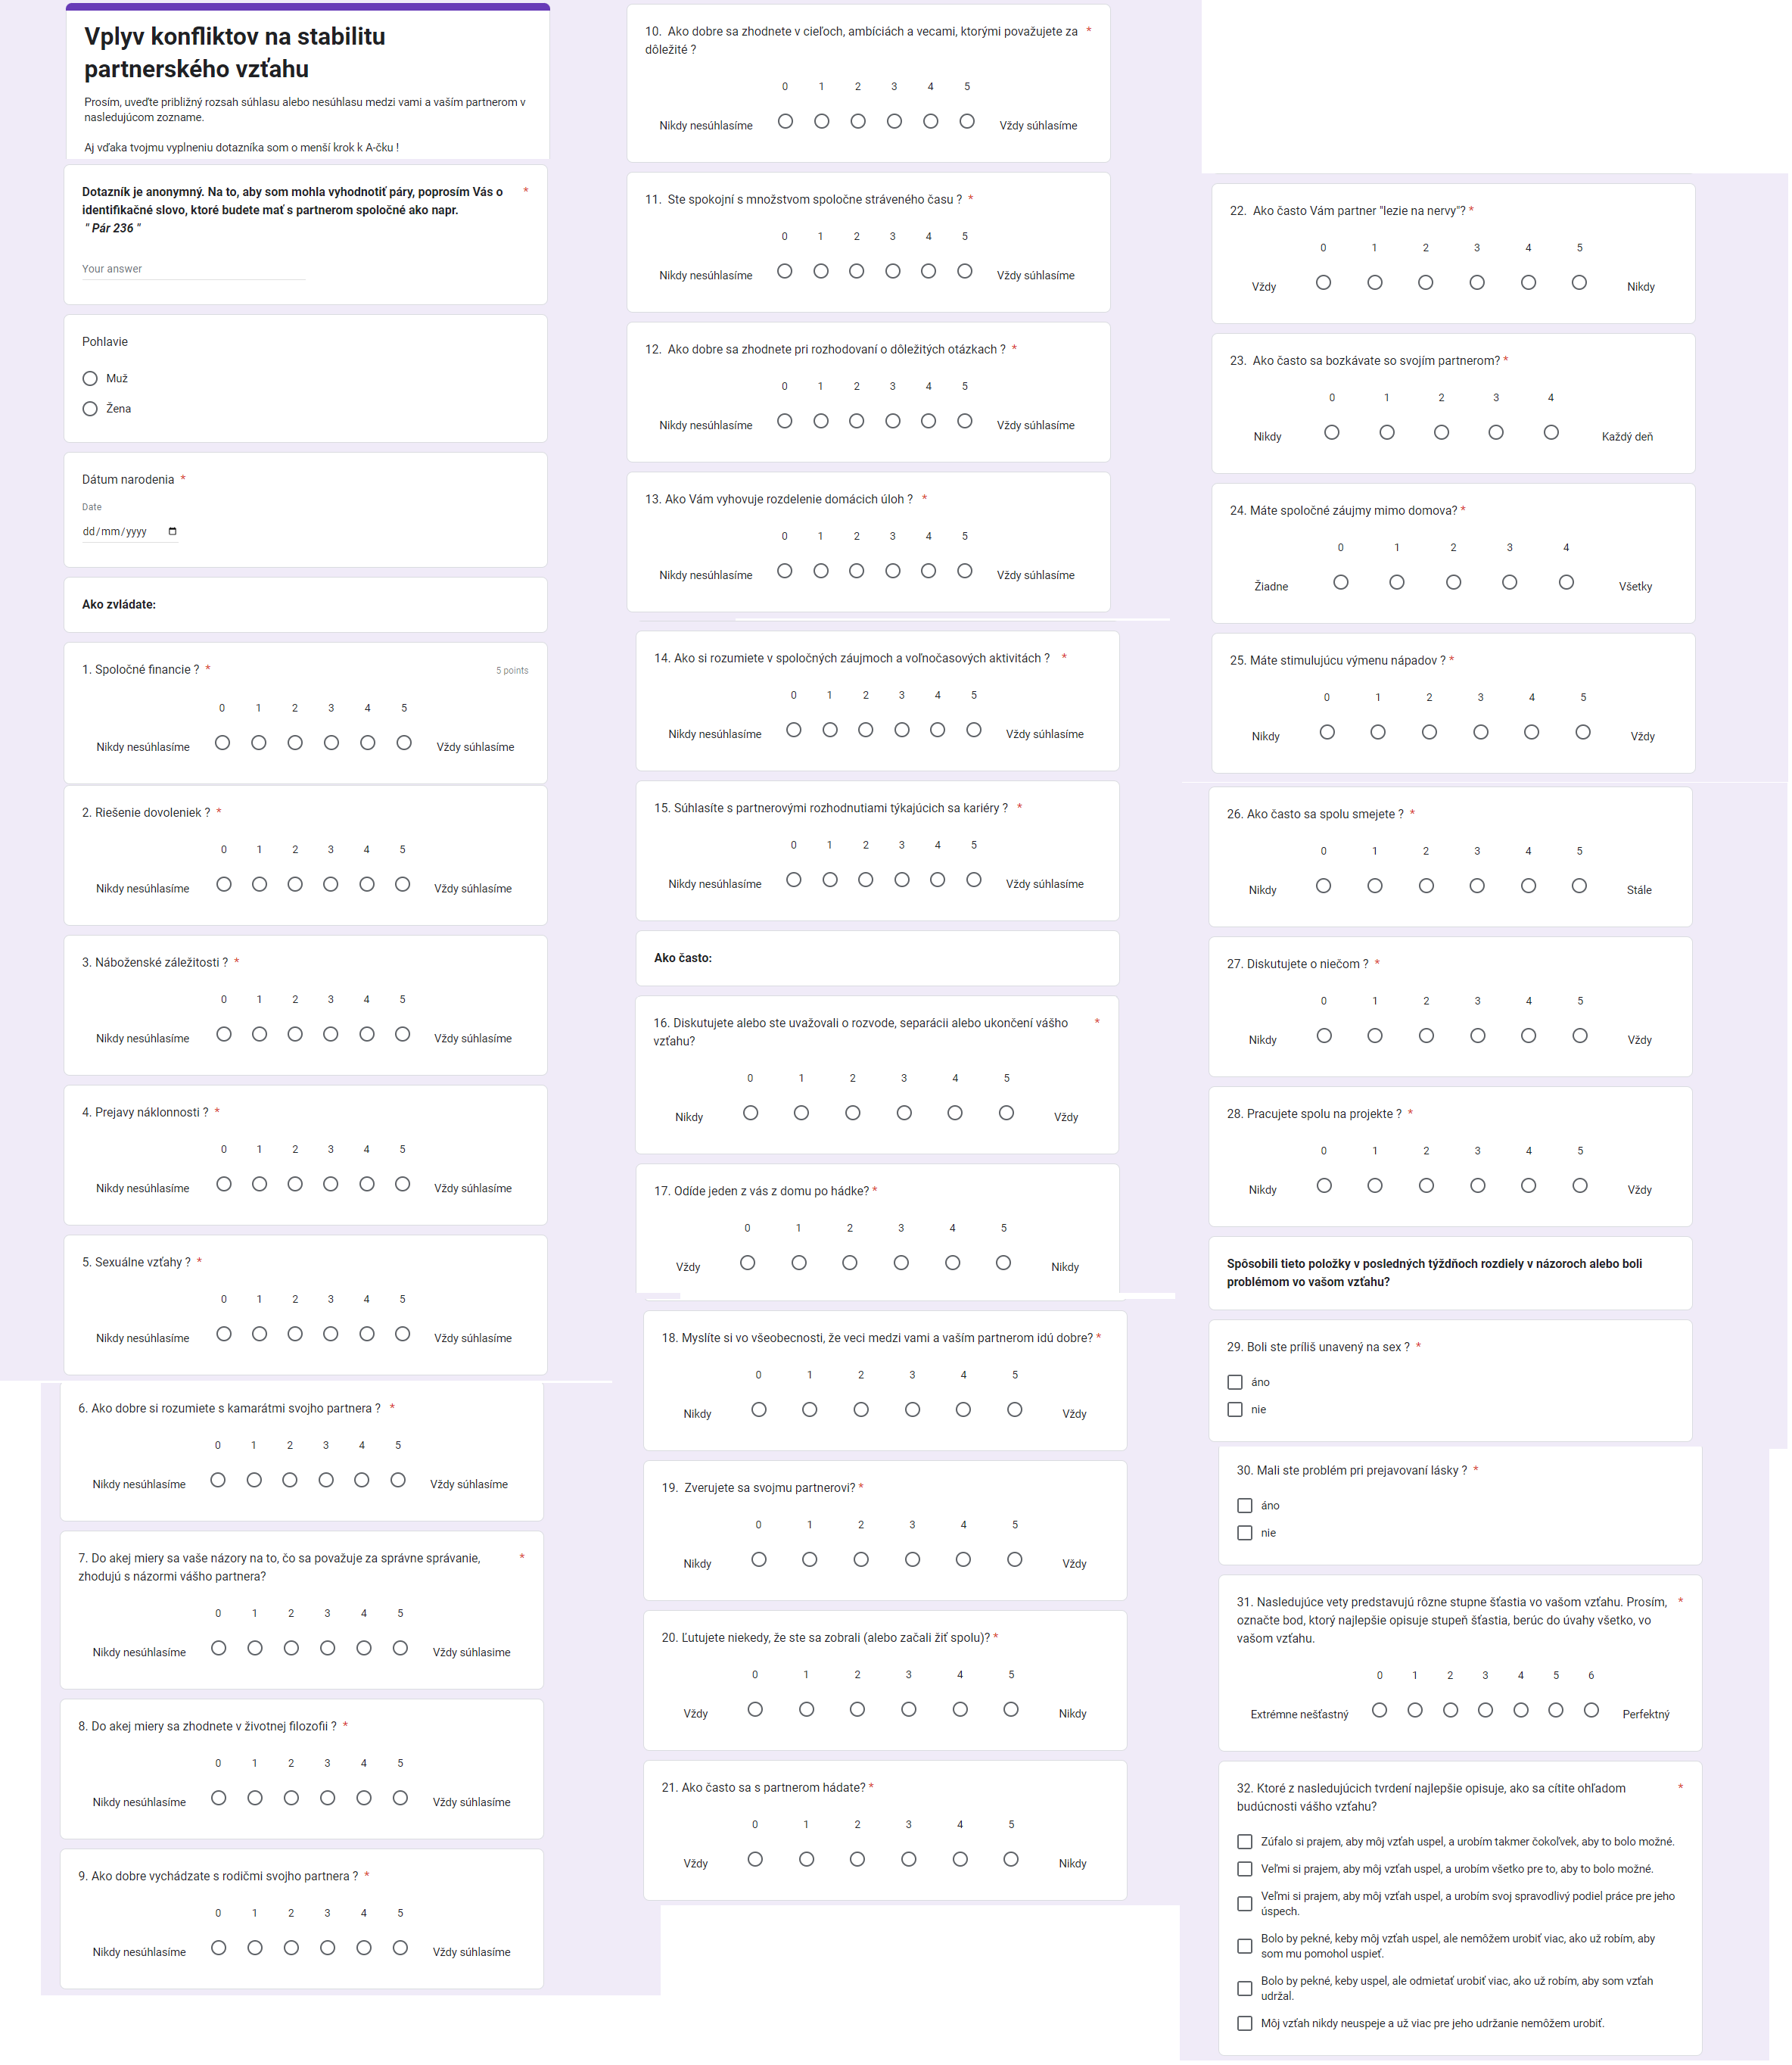 Vplyv konfliktov na stabilitu
partnerského vzťahu
Prosím, uveďte približný rozsah súhlasu alebo nesúhlasu medzi vami a vaším partnerom v
nasledujúcom zozname.
Aj vďaka tvojmu vyplneniu dotazníka som o menší krok k A-čku !
Dotazník je anonymný. Na to, aby som mohla vyhodnotiť páry, poprosím Vás o *
identifikačné slovo, ktoré budete mať s partnerom spoločné ako napr.
" Pár 236 "
Your answer
Pohlavie
Muž
Žena
Dátum narodenia *
Date
dd/mm/yyyy
Ako zvládate:
1. Spoločné financie ? * 5 points
0 1 2 3 4 5
Nikdy nesúhlasíme Vždy súhlasíme
2. Riešenie dovoleniek ? *
0 1 2 3 4 5
Nikdy nesúhlasíme Vždy súhlasíme
3. Náboženské záležitosti ? *
0 1 2 3 4 5
Nikdy nesúhlasíme Vždy súhlasíme
4. Prejavy náklonnosti ? *
0 1 2 3 4 5
Nikdy nesúhlasíme Vždy súhlasíme
5. Sexuálne vzťahy ? *
0 1 2 3 4 5
Nikdy nesúhlasíme Vždy súhlasíme
6. Ako dobre si rozumiete s kamarátmi svojho partnera ? *
0 1 2 3 4 5
Nikdy nesúhlasíme Vždy súhlasíme
7. Do akej miery sa vaše názory na to, čo sa považuje za správne správanie, *
zhodujú s názormi vášho partnera?
0 1 2 3 4 5
Nikdy nesúhlasíme Vždy súhlasime
8. Do akej miery sa zhodnete v životnej filozofii ? *
0 1 2 3 4 5
Nikdy nesúhlasíme Vždy súhlasíme
9. Ako dobre vychádzate s rodičmi svojho partnera ? *
0 1 2 3 4 5
Nikdy nesúhlasíme Vždy súhlasíme
10. Ako dobre sa zhodnete v cieľoch, ambíciách a vecami, ktorými považujete za *
dôležité ?
0 1 2 3 4 5
Nikdy nesúhlasíme Vždy súhlasíme
11. Ste spokojní s množstvom spoločne stráveného času ? *
0 1 2 3 4 5
Nikdy nesúhlasíme Vždy súhlasíme
12. Ako dobre sa zhodnete pri rozhodovaní o dôležitých otázkach ? *
0 1 2 3 4 5
Nikdy nesúhlasíme Vždy súhlasíme
13. Ako Vám vyhovuje rozdelenie domácich úloh ? *
0 1 2 3 4 5
Nikdy nesúhlasíme Vždy súhlasíme
14. Ako si rozumiete v spoločných záujmoch a voľnočasových aktivitách ? *
0 1 2 3 4 5
Nikdy nesúhlasíme Vždy súhlasíme
15. Súhlasíte s partnerovými rozhodnutiami týkajúcich sa kariéry ? *
0 1 2 3 4 5
Nikdy nesúhlasíme Vždy súhlasíme
Ako často:
16. Diskutujete alebo ste uvažovali o rozvode, separácii alebo ukončení vášho *
vzťahu?
0 1 2 3 4 5
Nikdy Vždy
17. Odíde jeden z vás z domu po hádke? *
0 1 2 3 4 5
Vždy Nikdy
18. Myslíte si vo všeobecnosti, že veci medzi vami a vaším partnerom idú dobre? *
0 1 2 3 4 5
Nikdy Vždy
19. Zverujete sa svojmu partnerovi? *
0 1 2 3 4 5
Nikdy Vždy
20. Ľutujete niekedy, že ste sa zobrali (alebo začali žiť spolu)? *
0 1 2 3 4 5
Vždy Nikdy
21. Ako často sa s partnerom hádate? *
0 1 2 3 4 5
Vždy Nikdy
22. Ako často Vám partner "lezie na nervy"? *
0 1 2 3 4 5
Vždy Nikdy
23. Ako často sa bozkávate so svojím partnerom? *
0 1 2 3 4
Nikdy Každý deň
24. Máte spoločné záujmy mimo domova? *
0 1 2 3 4
Žiadne Všetky
25. Máte stimulujúcu výmenu nápadov ? *
0 1 2 3 4 5
Nikdy Vždy
26. Ako často sa spolu smejete ? *
0 1 2 3 4 5
Nikdy Stále
27. Diskutujete o niečom ? *
0 1 2 3 4 5
Nikdy Vždy
28. Pracujete spolu na projekte ? *
0 1 2 3 4 5
Nikdy Vždy
Spôsobili tieto položky v posledných týždňoch rozdiely v názoroch alebo boli
problémom vo vašom vzťahu?
29. Boli ste príliš unavený na sex ? *
áno
nie
30. Mali ste problém pri prejavovaní lásky ? *
áno
nie
31. Nasledujúce vety predstavujú rôzne stupne šťastia vo vašom vzťahu. Prosím, *
označte bod, ktorý najlepšie opisuje stupeň šťastia, berúc do úvahy všetko, vo
vašom vzťahu.
0 1 2 3 4 5 6
Extrémne nešťastný Perfektný
32. Ktoré z nasledujúcich tvrdení najlepšie opisuje, ako sa cítite ohľadom *
budúcnosti vášho vzťahu?
Zúfalo si prajem, aby môj vzťah uspel, a urobím takmer čokoľvek, aby to bolo možné.
Veľmi si prajem, aby môj vzťah uspel, a urobím všetko pre to, aby to bolo možné.
Veľmi si prajem, aby môj vzťah uspel, a urobím svoj spravodlivý podiel práce pre jeho
úspech.
Bolo by pekné, keby môj vzťah uspel, ale nemôžem urobiť viac, ako už robím, aby
som mu pomohol uspieť.
Bolo by pekné, keby uspel, ale odmietať urobiť viac, ako už robím, aby som vzťah
udržal.
Môj vzťah nikdy neuspeje a už viac pre jeho udržanie nemôžem urobiť.